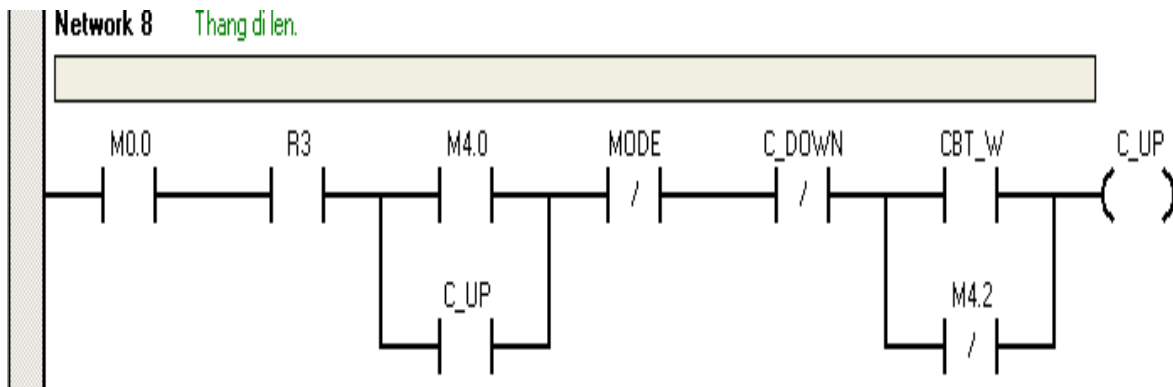 Network 8 Thang di len.
M0.0 R3 M4.0 MODE C_DOWN CBT_W C_UP
/ /
C_UP M4.2
/